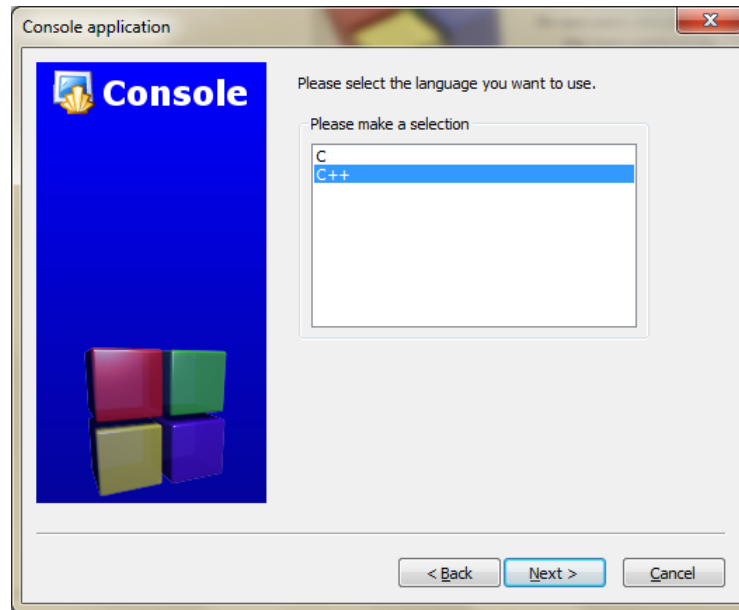 Console application
Console
Please select the language you want to use.
Please make a selection
C
C++
< Back
Next >
Cancel